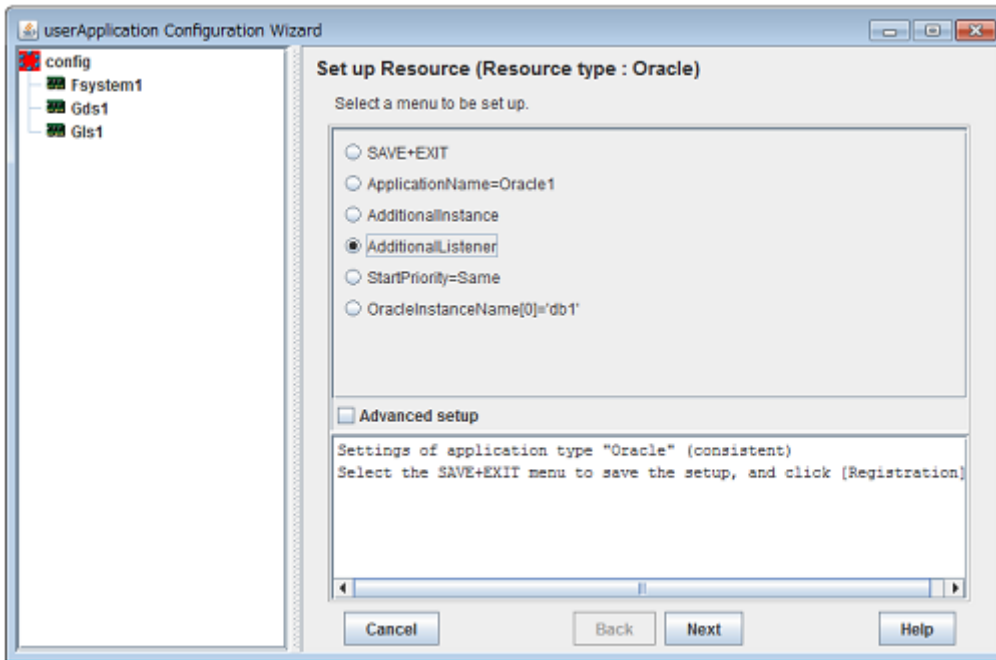 userApplication Configuration Wizard
config
Fsystem1
Gds1
Gls1
Set up Resource (Resource type : Oracle)
Select a menu to be set up.
SAVE+EXIT
ApplicationName=Oracle1
AdditionalInstance
AdditionalListener
StartPriority=Same
OracleInstanceName[0]='db1'
Advanced setup
Settings of application type "Oracle" (consistent)
Select the SAVE+EXIT menu to save the setup, and click [Registration]
Cancel
Back
Next
Help